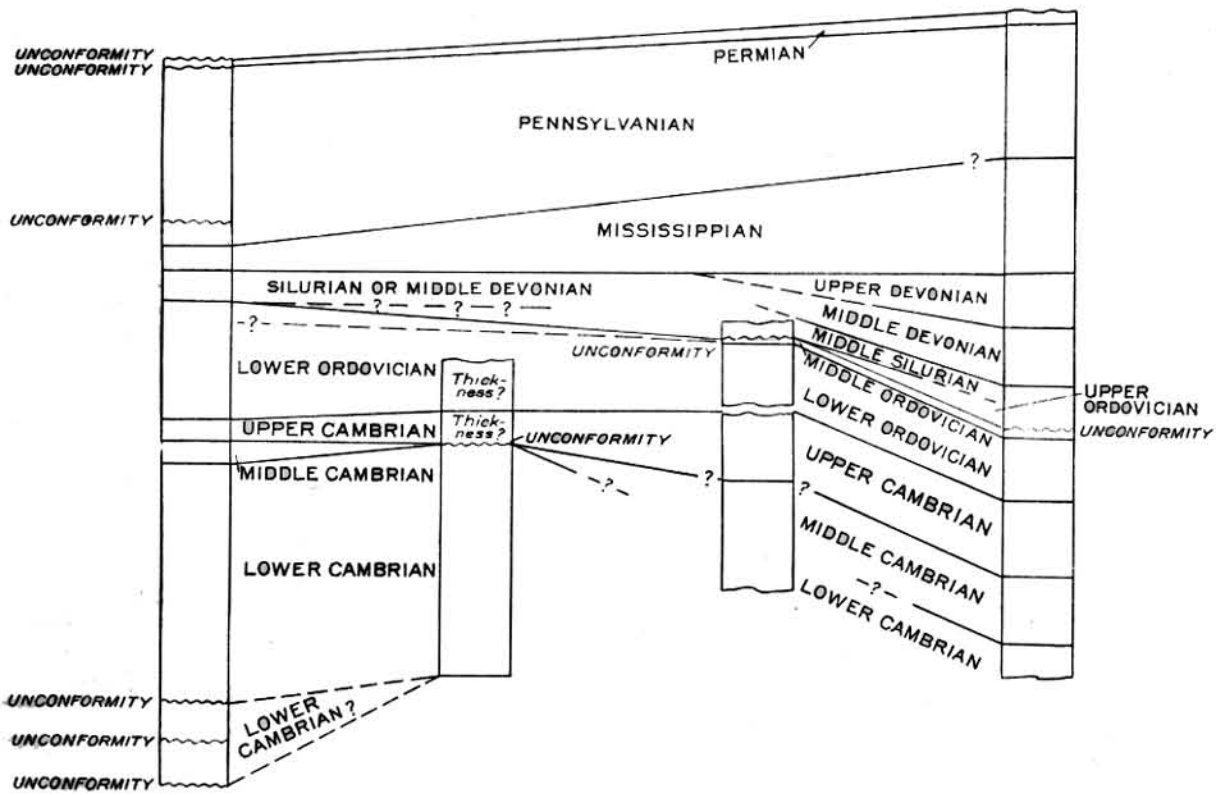 UNCONFORMITY
UNCONFORMITY
PERMIAN
PENNSYLVANIAN
?
UNCONFORMITY
MISSISSIPPIAN
SILURIAN OR MIDDLE DEVONIAN
UPPER DEVONIAN
? ? ?
MIDDLE DEVONIAN
?
MIDDLE SILURIAN
UNCONFORMITY
LOWER ORDOVICIAN
MIDDLE ORDOVICIAN
UPPER
ORDOVICIAN
Thick-
ness?
LOWER ORDOVICIAN
UNCONFORMITY
UPPER CAMBRIAN
Thick-
ness?
UNCONFORMITY
MIDDLE CAMBRIAN
?
?
?
UPPER CAMBRIAN
MIDDLE CAMBRIAN
LOWER CAMBRIAN
?
LOWER CAMBRIAN
UNCONFORMITY
LOWER
CAMBRIAN?
UNCONFORMITY
UNCONFORMITY